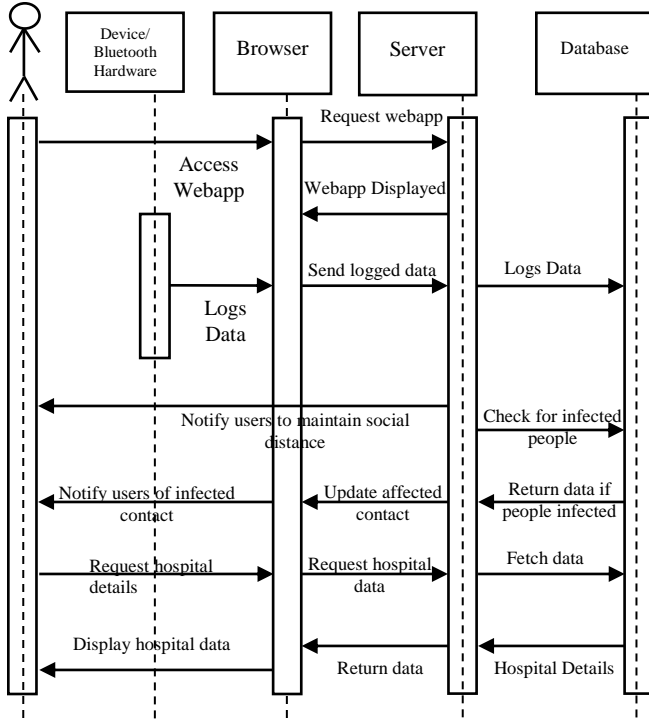 Device/
Bluetooth
Hardware
Browser
Server
Database
Request webapp
Access
Webapp
Webapp Displayed
Send logged data
Logs Data
Logs
Data
Notify users to maintain social
distance
Check for infected
people
Notify users of infected
contact
Update affected
contact
Return data if
people infected
Request hospital
details
Request hospital
data
Fetch data
Display hospital data
Return data
Hospital Details